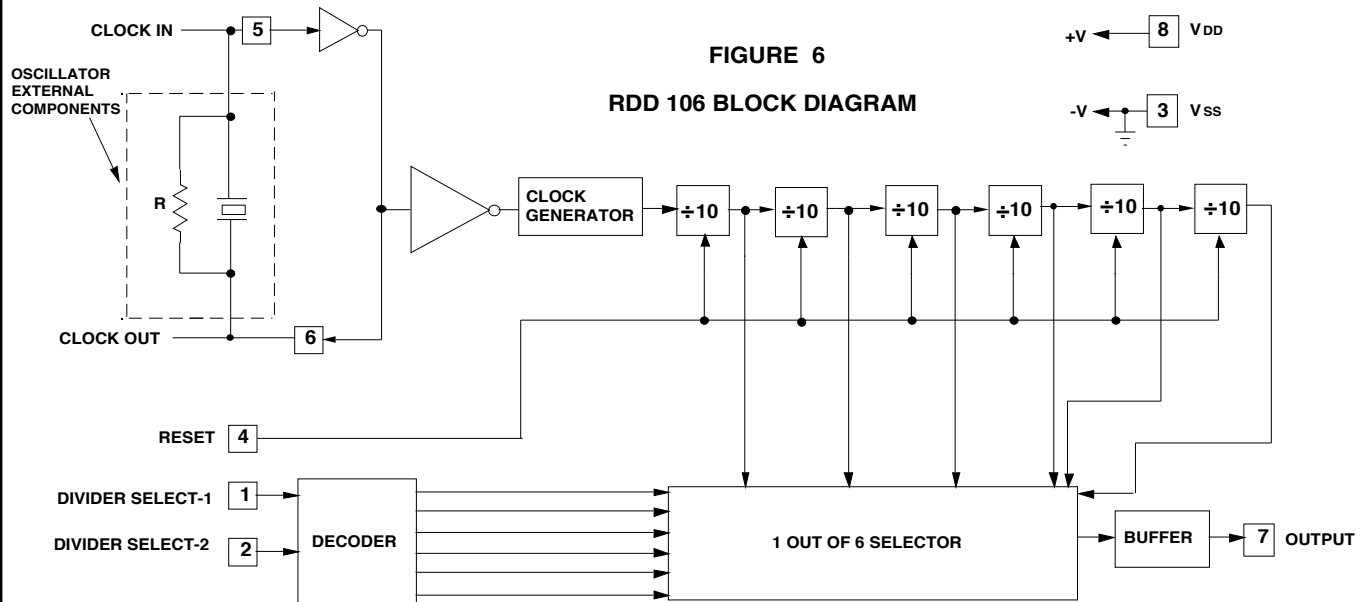 CLOCK IN
5
FIGURE 6
RDD 106 BLOCK DIAGRAM
+V
8
VDD
-V
3
VSS
OSCILLATOR
EXTERNAL
COMPONENTS
R
CLOCK
GENERATOR
÷10
÷10
÷10
÷10
÷10
÷10
CLOCK OUT
6
RESET
4
DIVIDER SELECT-1
1
DIVIDER SELECT-2
2
DECODER
1 OUT OF 6 SELECTOR
BUFFER
7
OUTPUT